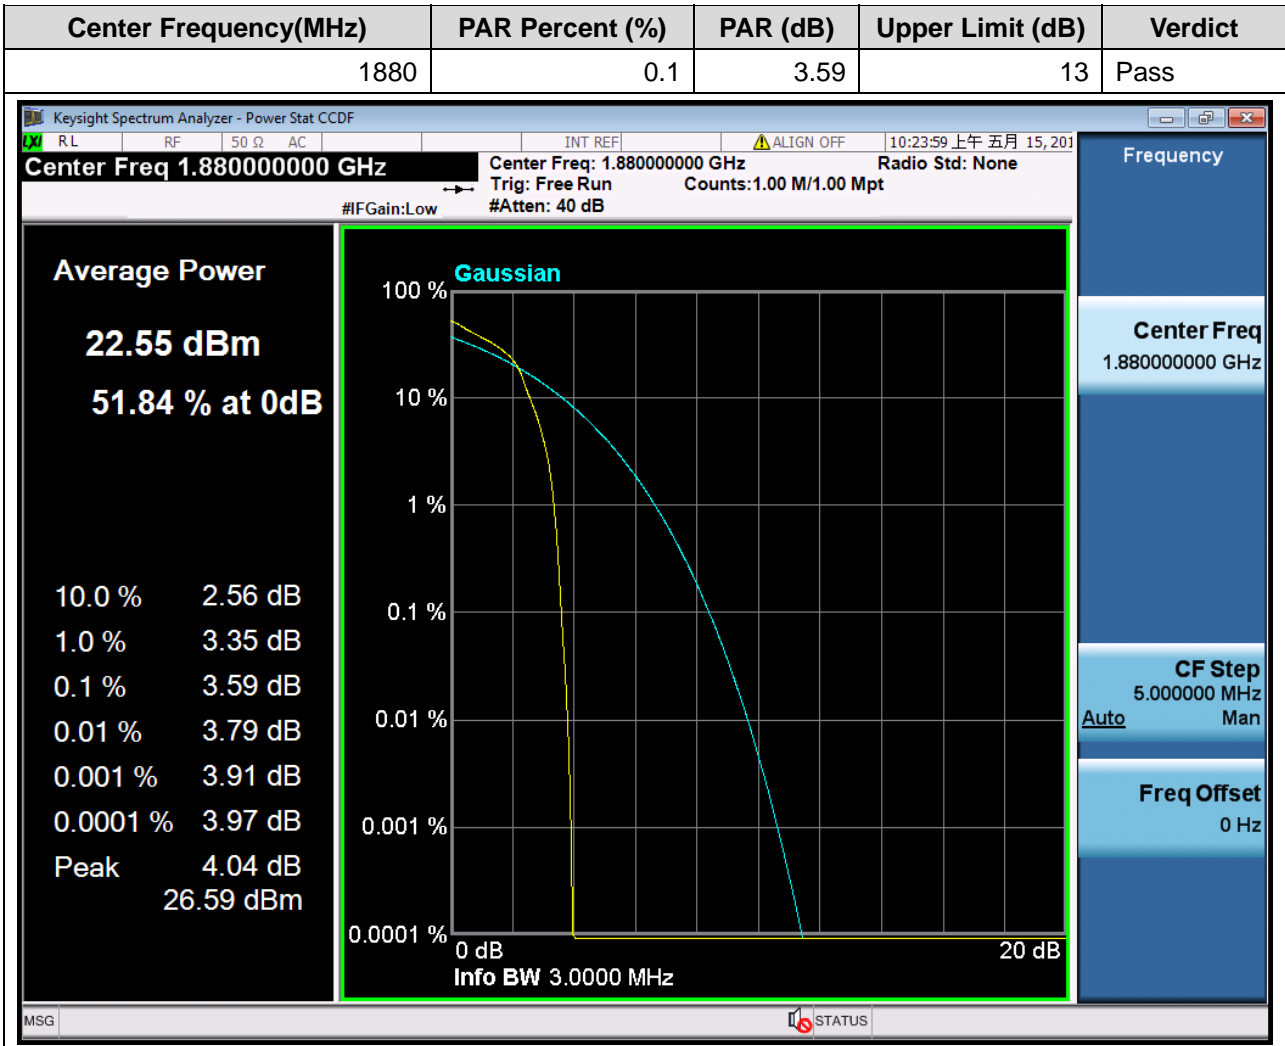 Center Frequency(MHz) PAR Percent (%) PAR (dB) Upper Limit (dB) Verdict
1880 0.1 3.59 13 Pass
Keysight Spectrum Analyzer - Power Stat CCDF
LXI RL RF 50 Ω AC INT REF ALIGN OFF 10:23:59 上午 五月 15, 201
Center Freq 1.880000000 GHz
Center Freq: 1.880000000 GHz Radio Std: None
Trig: Free Run Counts:1.00 M/1.00 Mpt
#IFGain:Low #Atten: 40 dB
Average Power
22.55 dBm
51.84 % at 0dB
10.0 % 2.56 dB
1.0 % 3.35 dB
0.1 % 3.59 dB
0.01 % 3.79 dB
0.001 % 3.91 dB
0.0001 % 3.97 dB
Peak 4.04 dB
26.59 dBm
Gaussian
100 %
10 %
1 %
0.1 %
0.01 %
0.001 %
0.0001 %
0 dB 20 dB
Info BW 3.0000 MHz
Frequency
Center Freq
1.880000000 GHz
CF Step
5.000000 MHz
Auto Man
Freq Offset
0 Hz
MSG STATUS